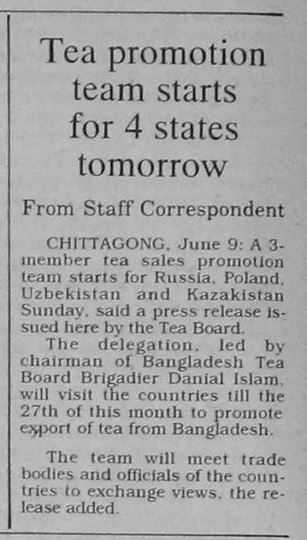 Tea promotion
team starts
for 4 states
tomorrow
From Staff Correspondent
CHITTAGONG, June 9: A 3-
member tea sales promotion
team starts for Russia, Poland,
Uzbekistan and Kazakistan
Sunday, said a press release is-
sued here by the Tea Board.
The delegation, led by
chairman of Bangladesh Tea
Board Brigadier Danial Islam,
will visit the countries till the
27th of this month to promote
export of tea from Bangladesh.
The team will meet trade
bodies and officials of the coun-
tries to exchange views, the re-
lease added.